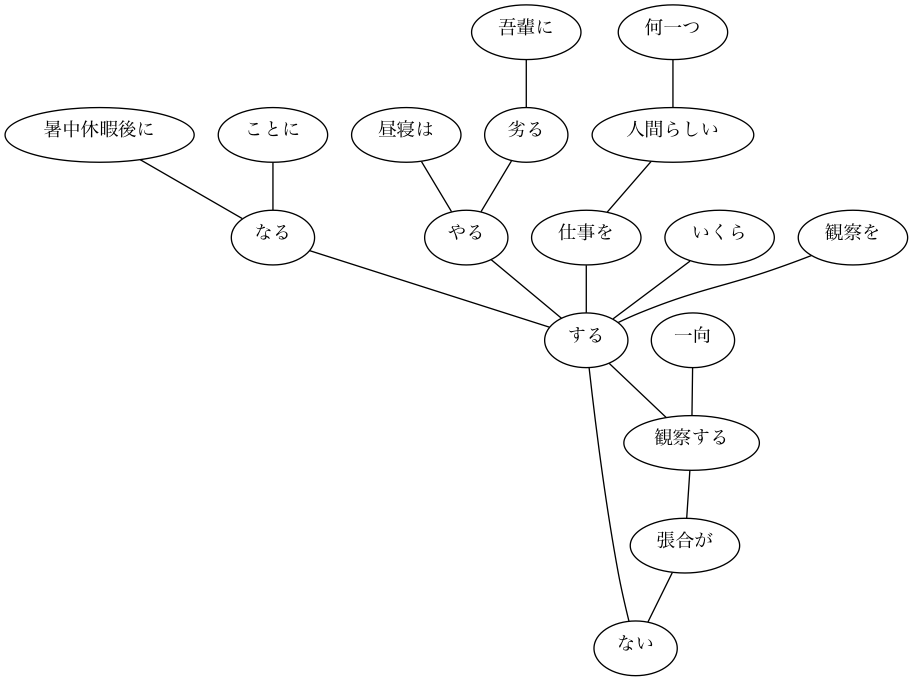 吾輩に
何一つ
暑中休暇後に
ことに
昼寝は
劣る
人間らしい
なる
やる
仕事を
いくら
観察を
する
一向
観察する
張合が
ない